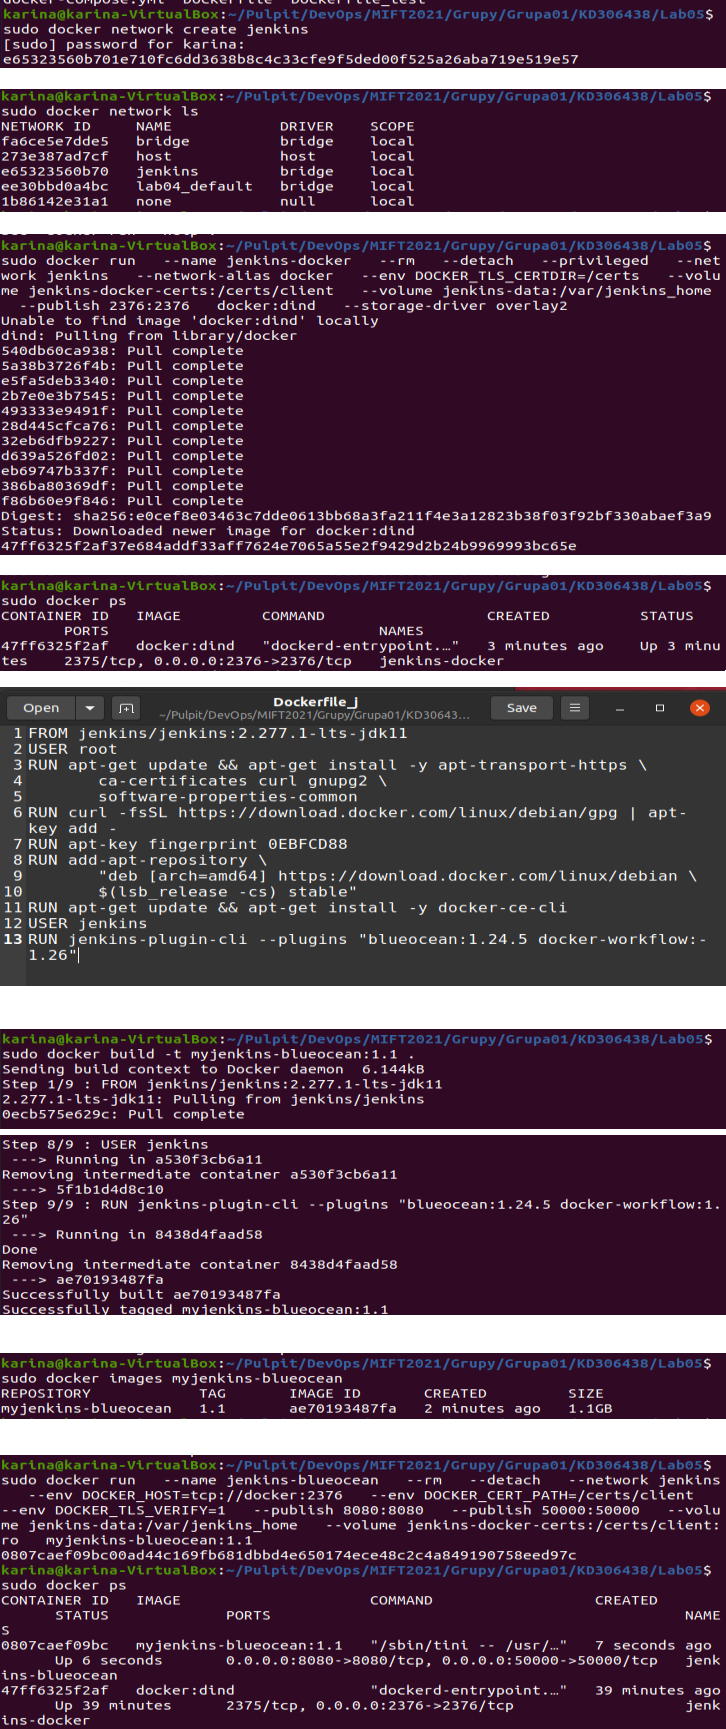 docker-compose.yml  Dockerfile  Dockerfile_test
karina@karina-VirtualBox:~/Pulpit/DevOps/MIFT2021/Grupy/Grupa01/KD306438/Lab05$
sudo docker network create jenkins
[sudo] password for karina:
e65323560b701e710fc6dd3638b8c4c33cfe9f5ded00f525a26aba719e519e57
karina@karina-VirtualBox:~/Pulpit/DevOps/MIFT2021/Grupy/Grupa01/KD306438/Lab05$
sudo docker network ls
NETWORK ID     NAME            DRIVER    SCOPE
fa6ce5e7dde5   bridge          bridge    local
273e387ad7cf   host            host      local
e65323560b70   jenkins         bridge    local
ee30bbd0a4bc   lab04_default   bridge    local
1b86142e31a1   none            null      local
karina@karina-VirtualBox:~/Pulpit/DevOps/MIFT2021/Grupy/Grupa01/KD306438/Lab05$
sudo docker run   --name jenkins-docker   --rm   --detach   --privileged   --net
work jenkins   --network-alias docker   --env DOCKER_TLS_CERTDIR=/certs   --volu
me jenkins-docker-certs:/certs/client   --volume jenkins-data:/var/jenkins_home
  --publish 2376:2376   docker:dind   --storage-driver overlay2
Unable to find image 'docker:dind' locally
dind: Pulling from library/docker
540db60ca938: Pull complete
5a38b3726f4b: Pull complete
e5fa5deb3340: Pull complete
2b7e0e3b7545: Pull complete
493333e9491f: Pull complete
28d445cfca76: Pull complete
32eb6dfb9227: Pull complete
d639a526fd02: Pull complete
eb69747b337f: Pull complete
386ba80369df: Pull complete
f86b60e9f846: Pull complete
Digest: sha256:e0cef8e03463c7dde0613bb68a3fa211f4e3a12823b38f03f92bf330abaef3a9
Status: Downloaded newer image for docker:dind
47ff6325f2af37e684addf33aff7624e7065a55e2f9429d2b24b9969993bc65e
karina@karina-VirtualBox:~/Pulpit/DevOps/MIFT2021/Grupy/Grupa01/KD306438/Lab05$
sudo docker ps
CONTAINER ID   IMAGE         COMMAND                  CREATED          STATUS
       PORTS                              NAMES
47ff6325f2af   docker:dind   "dockerd-entrypoint.…"   3 minutes ago   Up 3 minu
tes    2375/tcp, 0.0.0.0:2376->2376/tcp   jenkins-docker
Open  Dockerfile_j  Save
~/Pulpit/DevOps/MIFT2021/Grupy/Grupa01/KD30643...
1 FROM jenkins/jenkins:2.277.1-lts-jdk11
2 USER root
3 RUN apt-get update && apt-get install -y apt-transport-https \
4        ca-certificates curl gnupg2 \
5        software-properties-common
6 RUN curl -fsSL https://download.docker.com/linux/debian/gpg | apt-
key add -
7 RUN apt-key fingerprint 0EBFCD88
8 RUN add-apt-repository \
9        "deb [arch=amd64] https://download.docker.com/linux/debian \
10        $(lsb_release -cs) stable"
11 RUN apt-get update && apt-get install -y docker-ce-cli
12 USER jenkins
13 RUN jenkins-plugin-cli --plugins "blueocean:1.24.5 docker-workflow:-
1.26"
karina@karina-VirtualBox:~/Pulpit/DevOps/MIFT2021/Grupy/Grupa01/KD306438/Lab05$
sudo docker build -t myjenkins-blueocean:1.1 .
Sending build context to Docker daemon  6.144kB
Step 1/9 : FROM jenkins/jenkins:2.277.1-lts-jdk11
2.277.1-lts-jdk11: Pulling from jenkins/jenkins
0ecb575e629c: Pull complete
Step 8/9 : USER jenkins
 ---> Running in a530f3cb6a11
Removing intermediate container a530f3cb6a11
 ---> 5f1b1d4d8c10
Step 9/9 : RUN jenkins-plugin-cli --plugins "blueocean:1.24.5 docker-workflow:1.
26"
 ---> Running in 8438d4faad58
Done
Removing intermediate container 8438d4faad58
 ---> ae70193487fa
Successfully built ae70193487fa
Successfully tagged myjenkins-blueocean:1.1
karina@karina-VirtualBox:~/Pulpit/DevOps/MIFT2021/Grupy/Grupa01/KD306438/Lab05$
sudo docker images myjenkins-blueocean
REPOSITORY            TAG       IMAGE ID       CREATED         SIZE
myjenkins-blueocean   1.1       ae70193487fa   2 minutes ago   1.1GB
karina@karina-VirtualBox:~/Pulpit/DevOps/MIFT2021/Grupy/Grupa01/KD306438/Lab05$
sudo docker run   --name jenkins-blueocean   --rm   --detach   --network jenkins
   --env DOCKER_HOST=tcp://docker:2376   --env DOCKER_CERT_PATH=/certs/client
--env DOCKER_TLS_VERIFY=1   --publish 8080:8080   --publish 50000:50000   --volu
me jenkins-data:/var/jenkins_home   --volume jenkins-docker-certs:/certs/client:
ro   myjenkins-blueocean:1.1
0807caef09bc00ad44c169fb681dbbd4e650174ece48c2c4a849190758eed97c
karina@karina-VirtualBox:~/Pulpit/DevOps/MIFT2021/Grupy/Grupa01/KD306438/Lab05$
sudo docker ps
CONTAINER ID   IMAGE                     COMMAND                  CREATED
      STATUS             PORTS                                              NAME
S
0807caef09bc   myjenkins-blueocean:1.1   "/sbin/tini -- /usr/…"   7 seconds ago
      Up 6 seconds       0.0.0.0:8080->8080/tcp, 0.0.0.0:50000->50000/tcp   jenk
ins-blueocean
47ff6325f2af   docker:dind               "dockerd-entrypoint.…"   39 minutes ago
      Up 39 minutes      2375/tcp, 0.0.0.0:2376->2376/tcp                   jenk
ins-docker